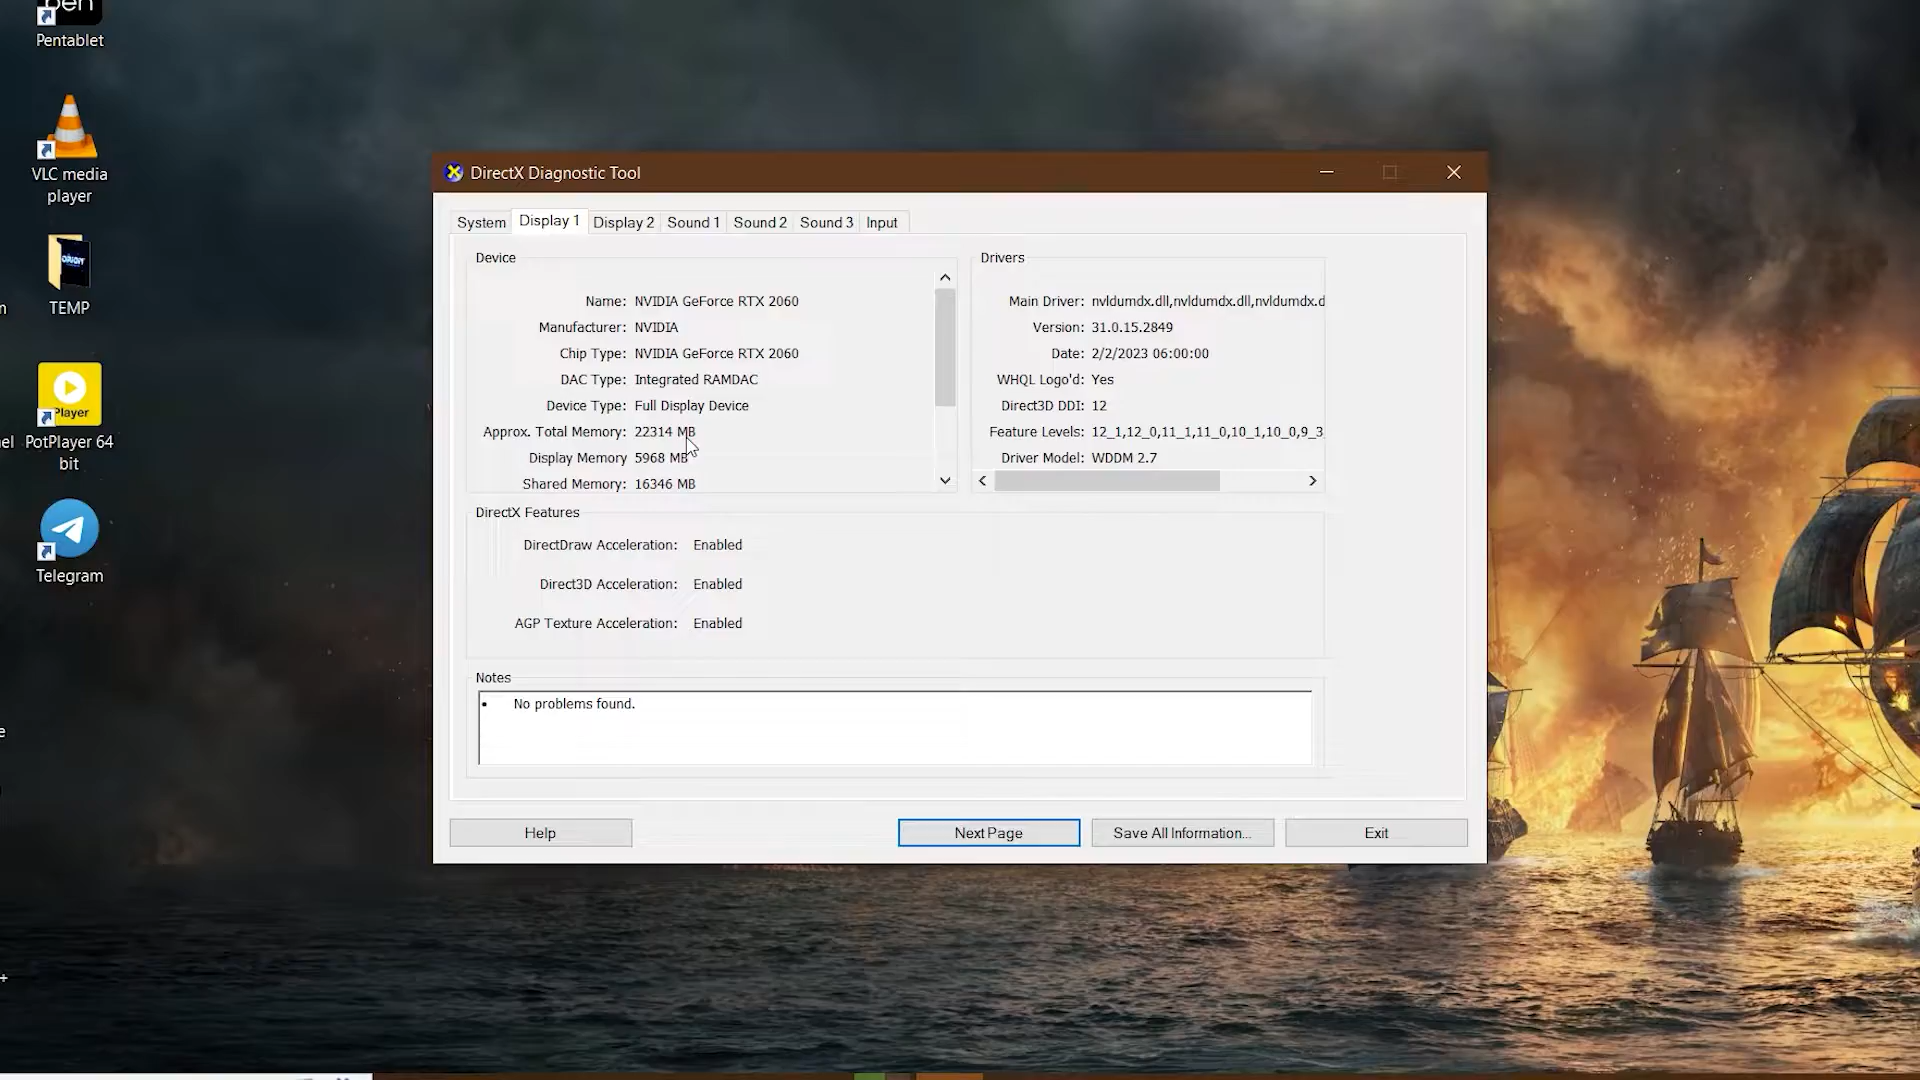 pen
Pentablet
VLC media
player
TEMP
Player
PotPlayer 64
bit
Telegram
DirectX Diagnostic Tool
System Display 1 Display 2 Sound 1 Sound 2 Sound 3 Input
Device
Name: NVIDIA GeForce RTX 2060
Manufacturer: NVIDIA
Chip Type: NVIDIA GeForce RTX 2060
DAC Type: Integrated RAMDAC
Device Type: Full Display Device
Approx. Total Memory: 22314 MB
Display Memory 5968 MB
Shared Memory: 16346 MB
Drivers
Main Driver: nvldumdx.dll,nvldumdx.dll,nvldumdx.d
Version: 31.0.15.2849
Date: 2/2/2023 06:00:00
WHQL Logo'd: Yes
Direct3D DDI: 12
Feature Levels: 12_1,12_0,11_1,11_0,10_1,10_0,9_3
Driver Model: WDDM 2.7
DirectX Features
DirectDraw Acceleration: Enabled
Direct3D Acceleration: Enabled
AGP Texture Acceleration: Enabled
Notes
• No problems found.
Help Next Page Save All Information... Exit